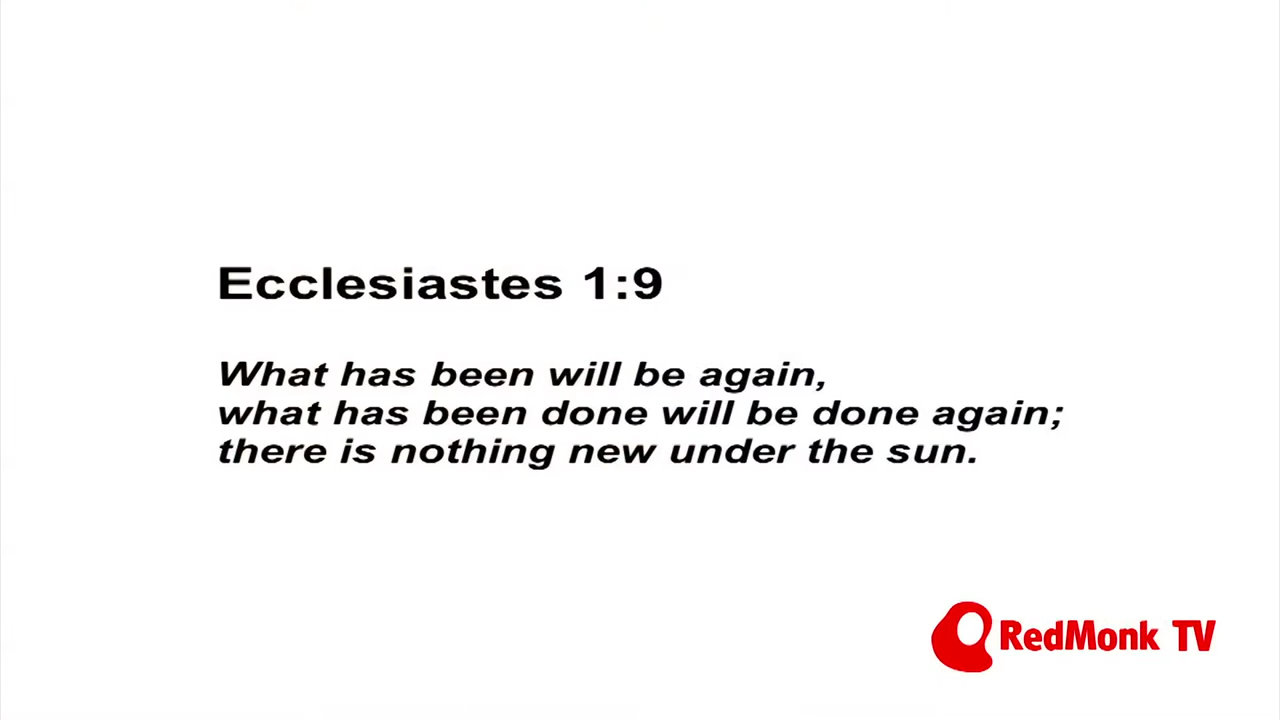 Ecclesiastes 1:9
What has been will be again,
what has been done will be done again;
there is nothing new under the sun.
RedMonk TV